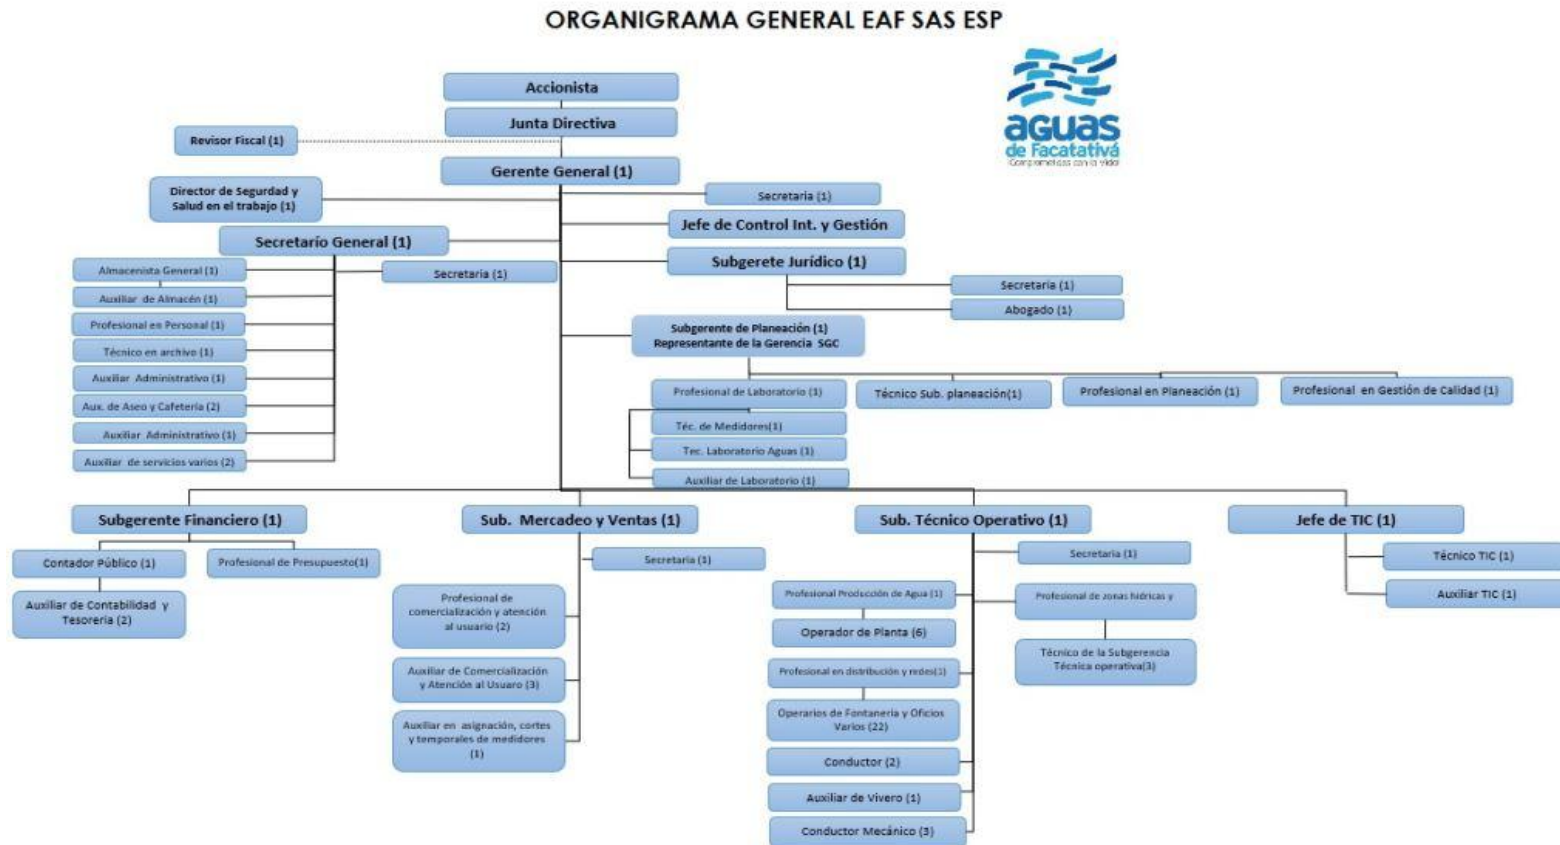 ORGANIGRAMA GENERAL EAF SAS ESP
aguas
de Facatativá
Comprometidos con la vida
Accionista
Junta Directiva
Revisor Fiscal (1)
Gerente General (1)
Director de Segurdad y
Salud en el trabajo (1)
Secretaria (1)
Jefe de Control Int. y Gestión
Secretario General (1)
Subgerete Jurídico (1)
Almacenista General (1)
Secretaria (1)
Auxiliar de Almacén (1)
Profesional en Personal (1)
Técnico en archivo (1)
Auxiliar Administrativo (1)
Aux. de Aseo y Cafetería (2)
Auxiliar Administrativo (1)
Auxiliar de servicios varios (2)
Secretaria (1)
Abogado (1)
Subgerente de Planeación (1)
Representante de la Gerencia SGC
Profesional de Laboratorio (1)
Técnico Sub. planeación(1)
Profesional en Planeación (1)
Profesional en Gestión de Calidad (1)
Téc. de Medidores(1)
Tec. Laboratorio Aguas (1)
Auxiliar de Laboratorio (1)
Subgerente Financiero (1)
Sub. Mercadeo y Ventas (1)
Sub. Técnico Operativo (1)
Jefe de TIC (1)
Contador Público (1)
Profesional de Presupuesto(1)
Auxiliar de Contabilidad y
Tesorería (2)
Secretaria (1)
Profesional de
comercialización y atención
al usuario (2)
Auxiliar de Comercialización
y Atención al Usuaro (3)
Auxiliar en asignación, cortes
y temporales de medidores
(1)
Secretaria (1)
Profesional Producción de Agua (1)
Profesional de zonas hídricas y
Operador de Planta (6)
Técnico de la Subgerencia
Técnica operativa(3)
Profesional en distribución y redes(1)
Operarios de Fontanería y Oficios
Varios (22)
Conductor (2)
Auxiliar de Vivero (1)
Conductor Mecánico (3)
Técnico TIC (1)
Auxiliar TIC (1)